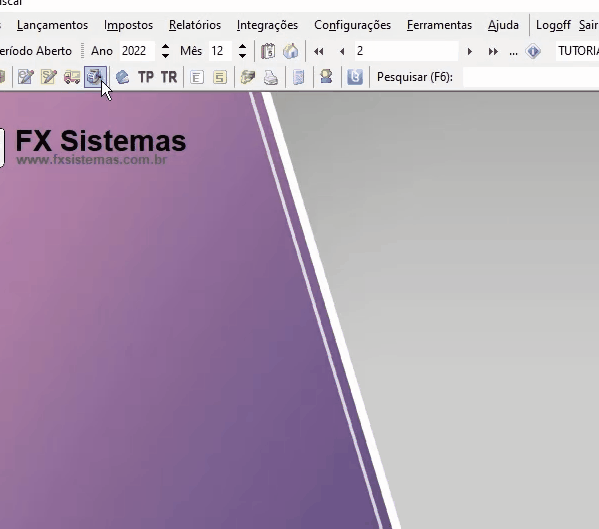 iscal
Lançamentos Impostos Relatórios Integrações Configurações Ferramentas Ajuda Logoff Sair
eríodo Aberto Ano 2022 Mês 12 2 ... TUTORIA
TP TR E S Pesquisar (F6):
FX Sistemas
www.fxsistemas.com.br